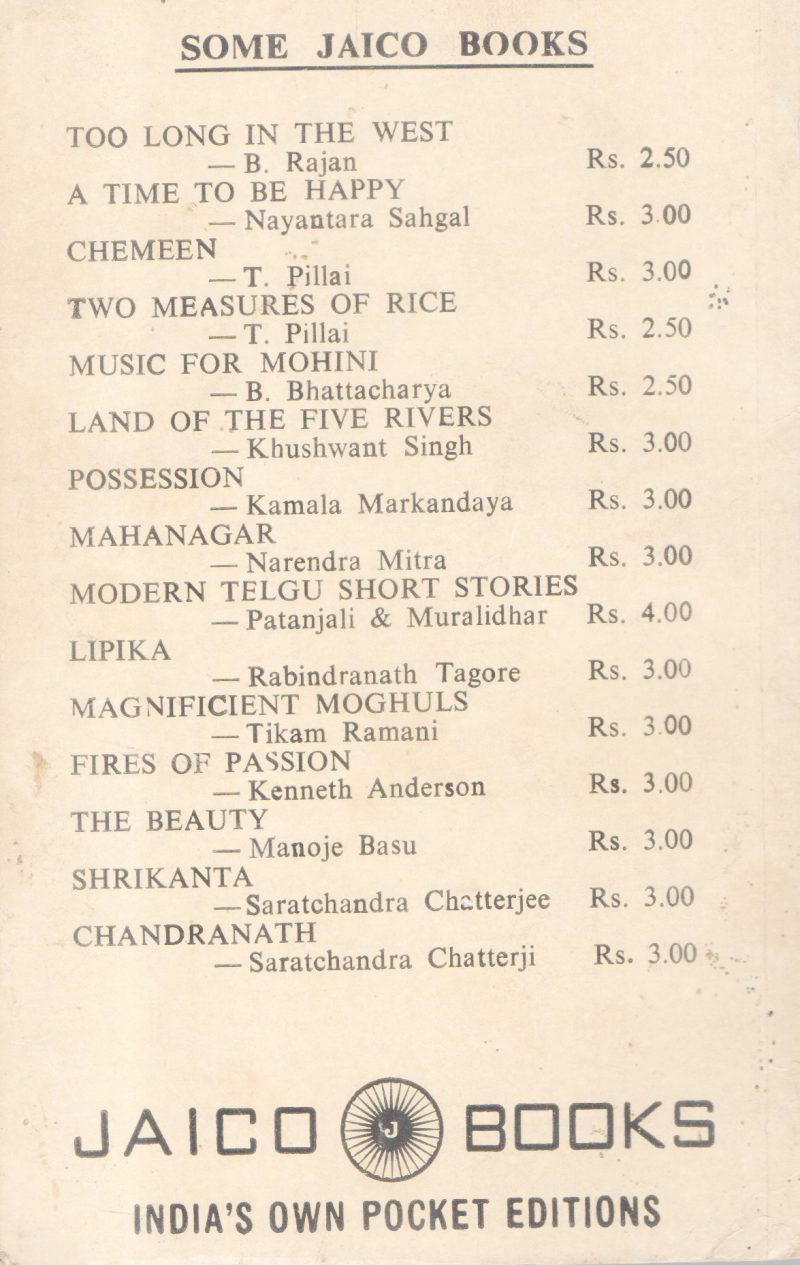 SOME JAICO BOOKS
TOO LONG IN THE WEST
— B. Rajan Rs. 2.50
A TIME TO BE HAPPY
— Nayantara Sahgal Rs. 3.00
CHEMEEN
— T. Pillai Rs. 3.00
TWO MEASURES OF RICE
— T. Pillai Rs. 2.50
MUSIC FOR MOHINI
— B. Bhattacharya Rs. 2.50
LAND OF THE FIVE RIVERS
— Khushwant Singh Rs. 3.00
POSSESSION
— Kamala Markandaya Rs. 3.00
MAHANAGAR
— Narendra Mitra Rs. 3.00
MODERN TELGU SHORT STORIES
— Patanjali & Muralidhar Rs. 4.00
LIPIKA
— Rabindranath Tagore Rs. 3.00
MAGNIFICIENT MOGHULS
— Tikam Ramani Rs. 3.00
FIRES OF PASSION
— Kenneth Anderson Rs. 3.00
THE BEAUTY
— Manoje Basu Rs. 3.00
SHRIKANTA
— Saratchandra Chatterjee Rs. 3.00
CHANDRANATH
— Saratchandra Chatterji Rs. 3.00
JAICO J BOOKS
INDIA'S OWN POCKET EDITIONS